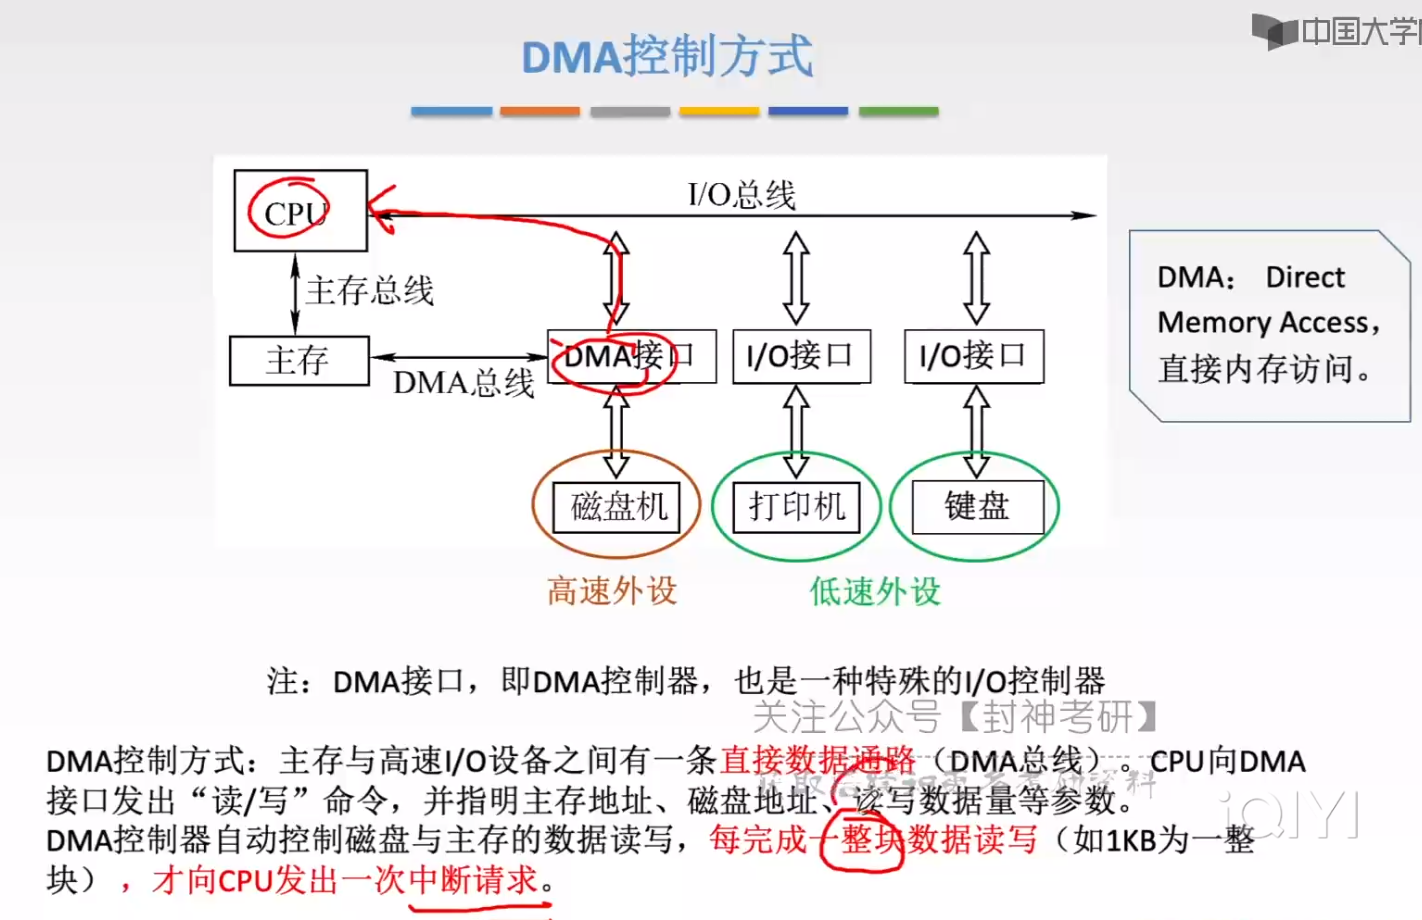 中国大学
DMA控制方式
CPU
I/O总线
主存总线
DMA： Direct
Memory Access，
直接内存访问。
主存
DMA总线
DMA接口
I/O接口
I/O接口
磁盘机
打印机
键盘
高速外设
低速外设
注：DMA接口，即DMA控制器，也是一种特殊的I/O控制器
关注公众号【封神考研】
DMA控制方式：主存与高速I/O设备之间有一条直接数据通路（DMA总线）。CPU向DMA
接口发出“读/写”命令，并指明主存地址、磁盘地址、读写数据量等参数。
DMA控制器自动控制磁盘与主存的数据读写，每完成一整块数据读写（如1KB为一整
块），才向CPU发出一次中断请求。
iQIYI